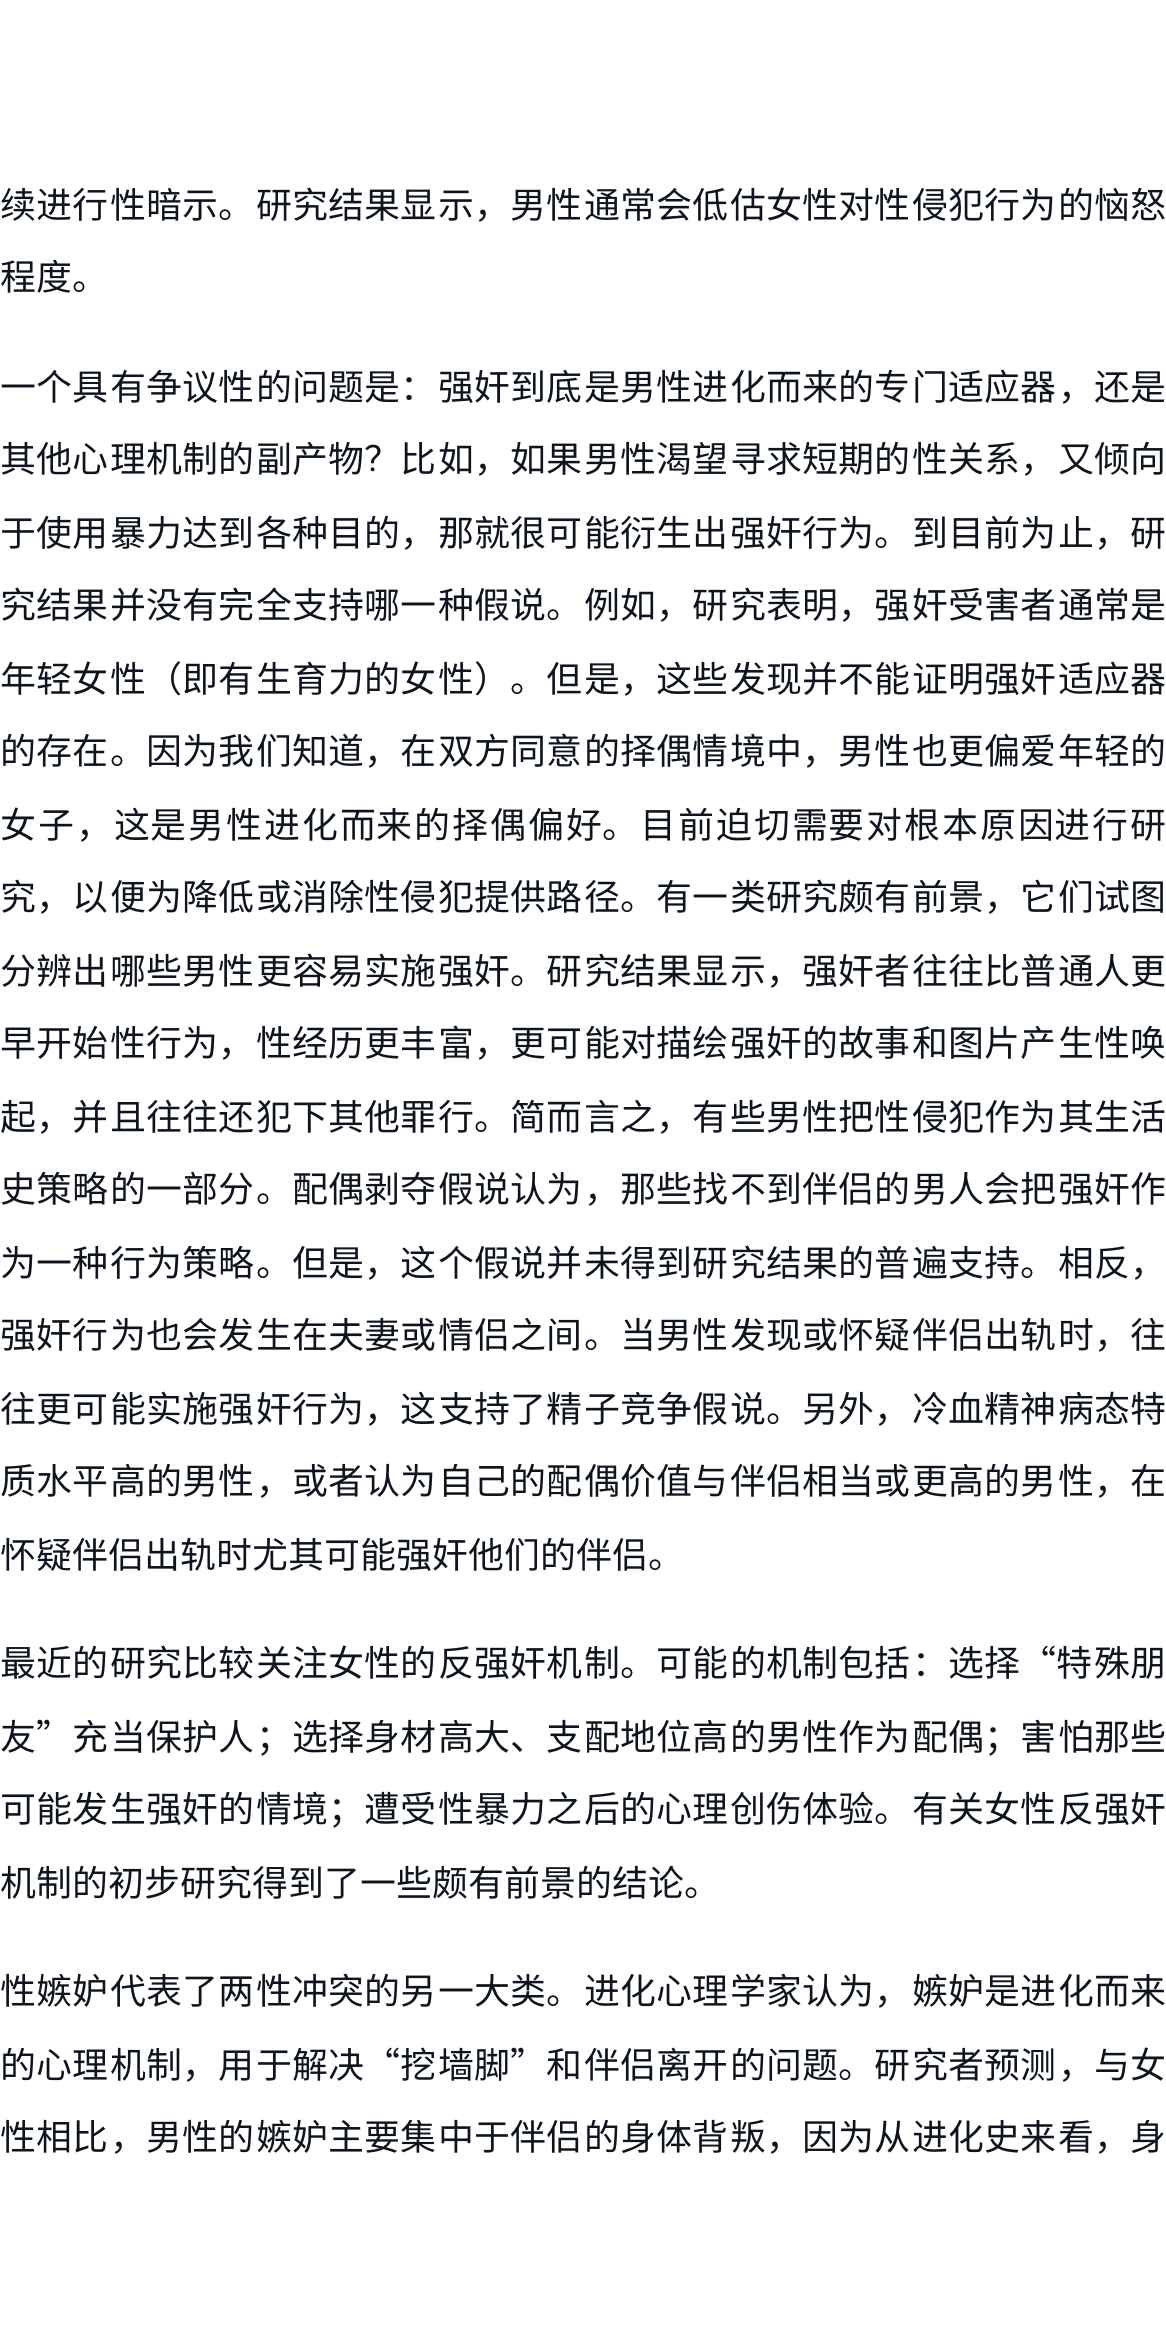 续进行性暗示。研究结果显示，男性通常会低估女性对性侵犯行为的恼怒
程度。
一个具有争议性的问题是：强奸到底是男性进化而来的专门适应器，还是
其他心理机制的副产物？比如，如果男性渴望寻求短期的性关系，又倾向
于使用暴力达到各种目的，那就很可能衍生出强奸行为。到目前为止，研
究结果并没有完全支持哪一种假说。例如，研究表明，强奸受害者通常是
年轻女性（即有生育力的女性）。但是，这些发现并不能证明强奸适应器
的存在。因为我们知道，在双方同意的择偶情境中，男性也更偏爱年轻的
女子，这是男性进化而来的择偶偏好。目前迫切需要对根本原因进行研
究，以便为降低或消除性侵犯提供路径。有一类研究颇有前景，它们试图
分辨出哪些男性更容易实施强奸。研究结果显示，强奸者往往比普通人更
早开始性行为，性经历更丰富，更可能对描绘强奸的故事和图片产生性唤
起，并且往往还犯下其他罪行。简而言之，有些男性把性侵犯作为其生活
史策略的一部分。配偶剥夺假说认为，那些找不到伴侣的男人会把强奸作
为一种行为策略。但是，这个假说并未得到研究结果的普遍支持。相反，
强奸行为也会发生在夫妻或情侣之间。当男性发现或怀疑伴侣出轨时，往
往更可能实施强奸行为，这支持了精子竞争假说。另外，冷血精神病态特
质水平高的男性，或者认为自己的配偶价值与伴侣相当或更高的男性，在
怀疑伴侣出轨时尤其可能强奸他们的伴侣。
最近的研究比较关注女性的反强奸机制。可能的机制包括：选择“特殊朋
友”充当保护人；选择身材高大、支配地位高的男性作为配偶；害怕那些
可能发生强奸的情境；遭受性暴力之后的心理创伤体验。有关女性反强奸
机制的初步研究得到了一些颇有前景的结论。
性嫉妒代表了两性冲突的另一大类。进化心理学家认为，嫉妒是进化而来
的心理机制，用于解决“挖墙脚”和伴侣离开的问题。研究者预测，与女
性相比，男性的嫉妒主要集中于伴侣的身体背叛，因为从进化史来看，身